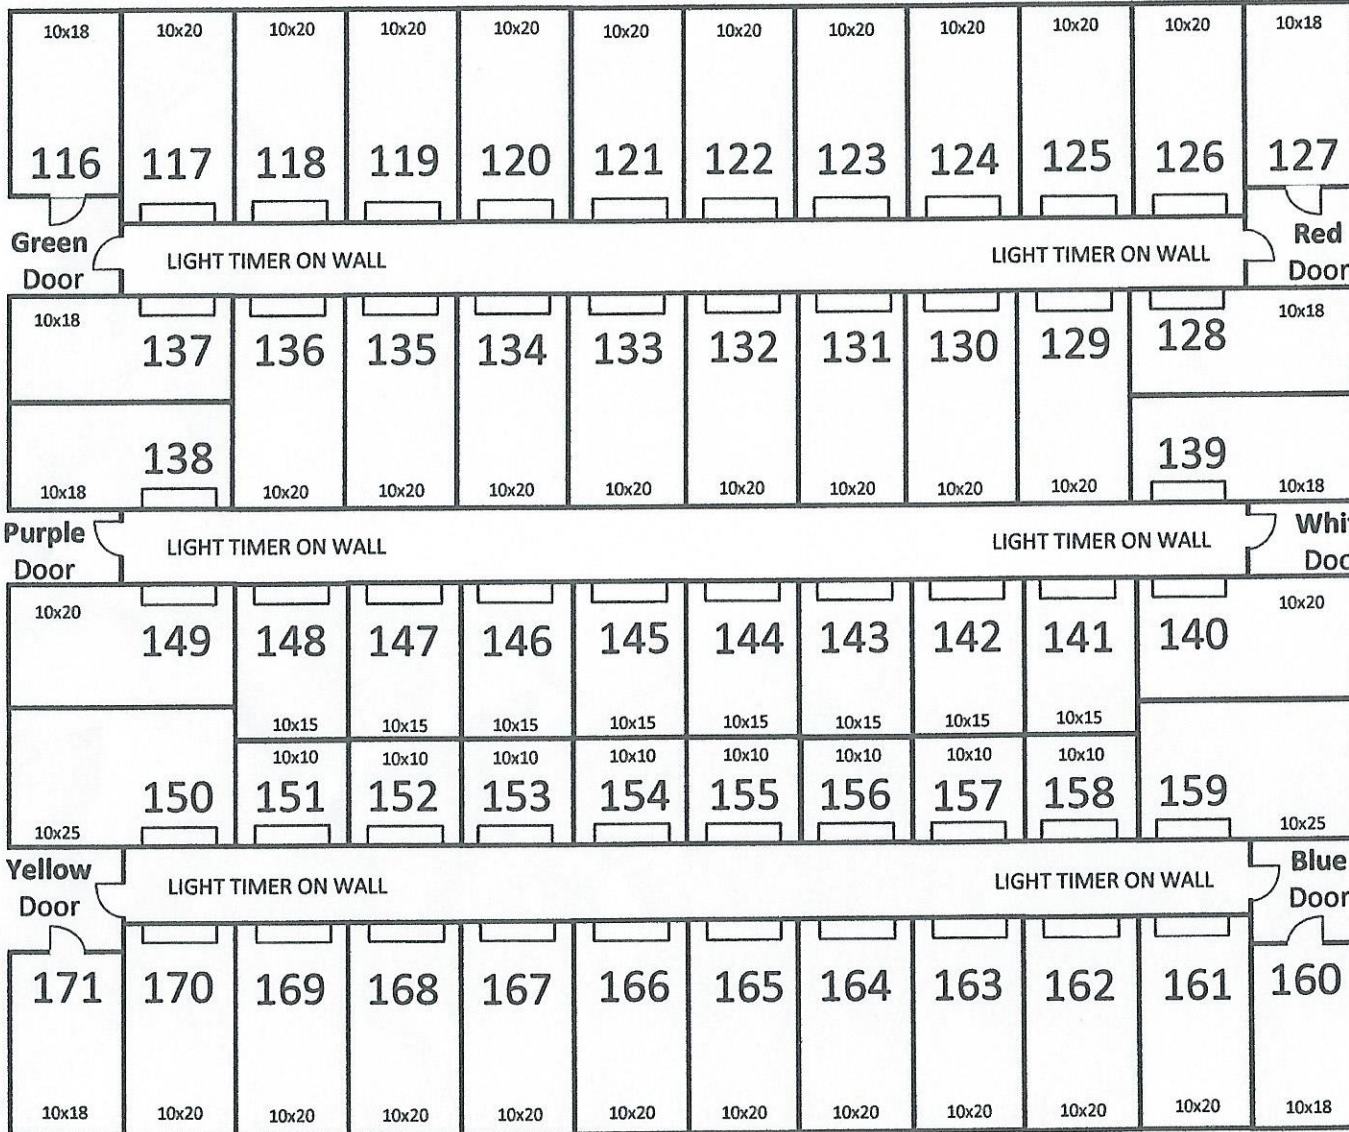 10x18 10x20 10x20 10x20 10x20 10x20 10x20 10x20 10x20 10x20 10x20 10x18
116 117 118 119 120 121 122 123 124 125 126 127
Green
Door
LIGHT TIMER ON WALL LIGHT TIMER ON WALL
Red
Door
10x18 10x18
137 136 135 134 133 132 131 130 129 128
138 139
10x18 10x20 10x20 10x20 10x20 10x20 10x20 10x20 10x20 10x18
Purple
Door
LIGHT TIMER ON WALL LIGHT TIMER ON WALL
Whit
Doo
10x20 10x20
149 148 147 146 145 144 143 142 141 140
10x15 10x15 10x15 10x15 10x15 10x15 10x15 10x15
10x10 10x10 10x10 10x10 10x10 10x10 10x10 10x10
150 151 152 153 154 155 156 157 158 159
10x25 10x25
Yellow
Door
LIGHT TIMER ON WALL LIGHT TIMER ON WALL
Blue
Door
171 170 169 168 167 166 165 164 163 162 161 160
10x18 10x20 10x20 10x20 10x20 10x20 10x20 10x20 10x20 10x20 10x20 10x18